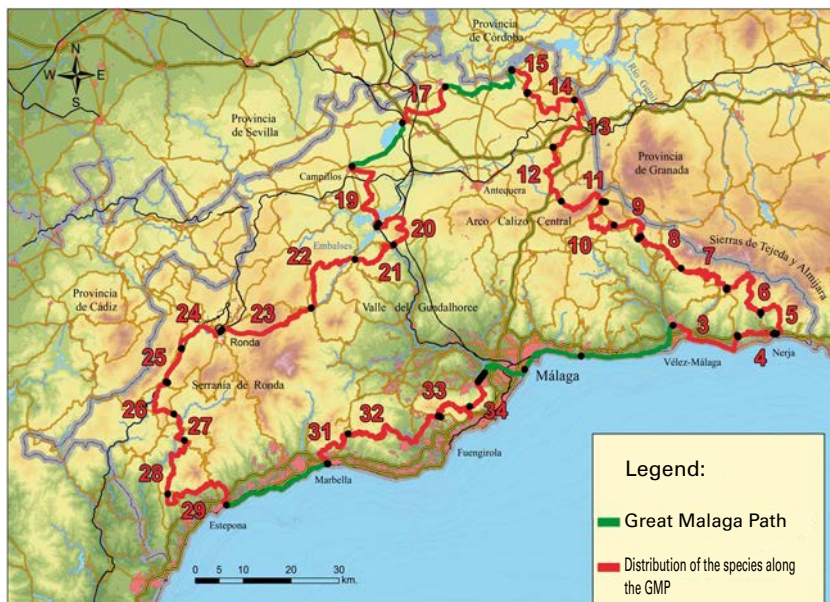 Provincia
de Córdoba
N
W E
S
15
17
14
Río Genil
Provincia
de Sevilla
13
Provincia
de Granada
12
Campillos
Antequera
11
19
Arco Calizo Central
9
20
10
Sierras de Tejeda y Almijara
Embalses
8
22
21
7
Provincia
de Cádiz
6
24
23
Valle del Guadalhorce
5
3
Ronda
Vélez-Málaga
4
Nerja
25
Málaga
Serranía de Ronda
33
26
32
34
27
31
Fuengirola
28
Marbella
29
Estepona
0 5 10 20 30
km.
Legend:
Great Malaga Path
Distribution of the species along
the GMP